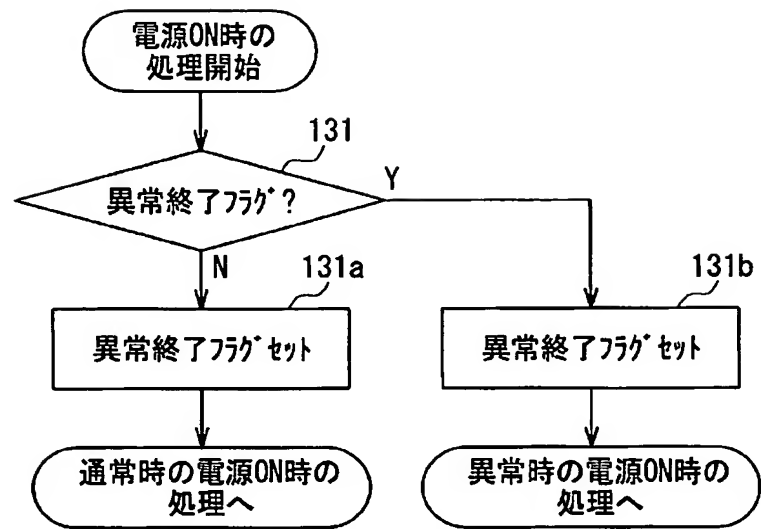 電源ON時の
処理開始
131
異常終了ﾌﾗｸﾞ?
Y
N
131a
131b
異常終了ﾌﾗｸﾞｾｯﾄ
異常終了ﾌﾗｸﾞｾｯﾄ
通常時の電源ON時の
処理へ
異常時の電源ON時の
処理へ